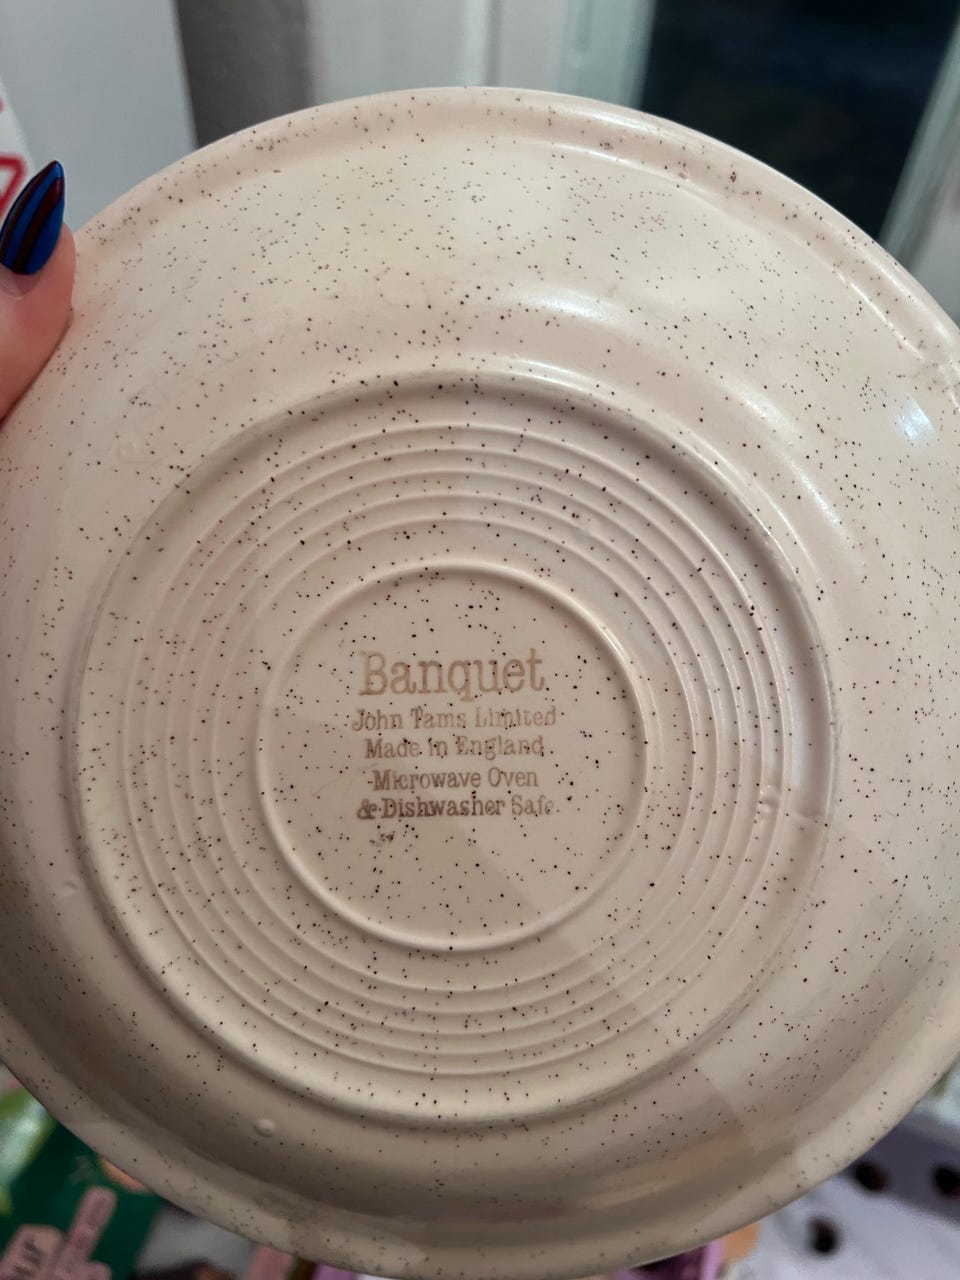 Banquet
John Tams Limited
Made in England
Microwave Oven
& Dishwasher Safe